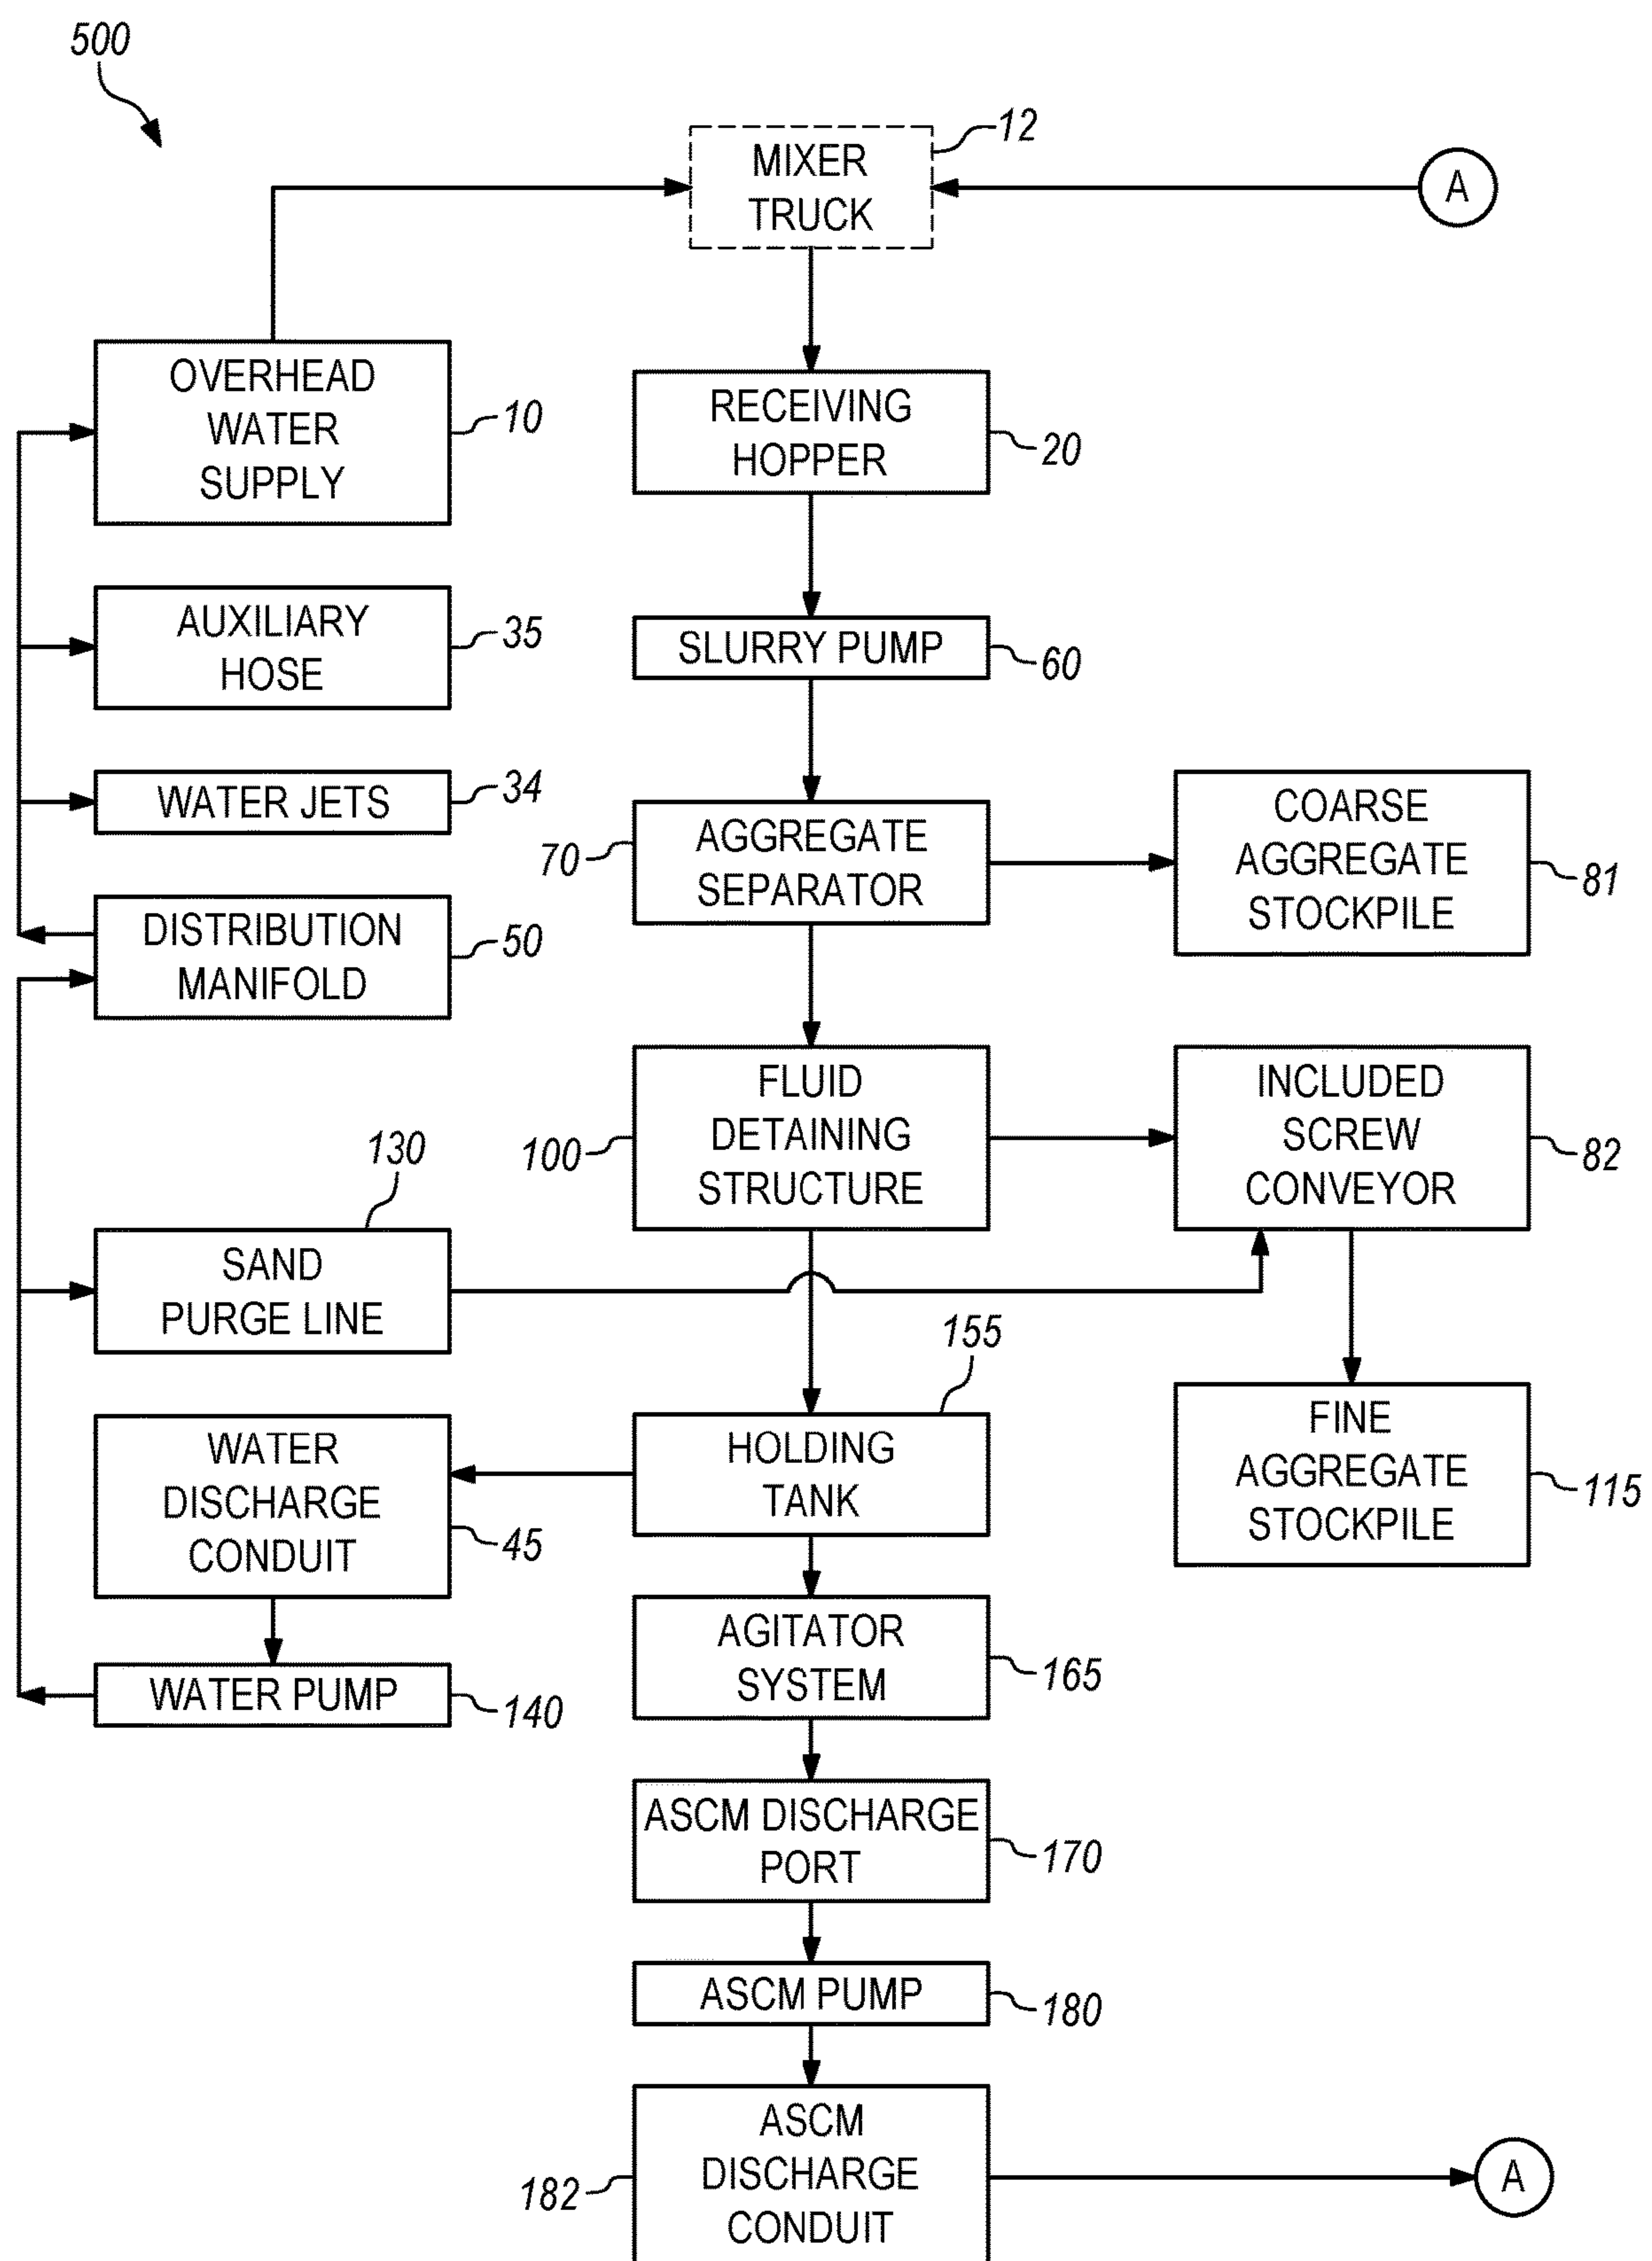 500
12
MIXER
TRUCK
A
OVERHEAD
WATER
SUPPLY
10
RECEIVING
HOPPER
20
AUXILIARY
HOSE
35
SLURRY PUMP
60
WATER JETS
34
70
AGGREGATE
SEPARATOR
COARSE
AGGREGATE
STOCKPILE
81
DISTRIBUTION
MANIFOLD
50
100
FLUID
DETAINING
STRUCTURE
INCLUDED
SCREW
CONVEYOR
82
130
SAND
PURGE LINE
155
HOLDING
TANK
WATER
DISCHARGE
CONDUIT
45
FINE
AGGREGATE
STOCKPILE
115
AGITATOR
SYSTEM
165
WATER PUMP
140
ASCM DISCHARGE
PORT
170
ASCM PUMP
180
182
ASCM
DISCHARGE
CONDUIT
A